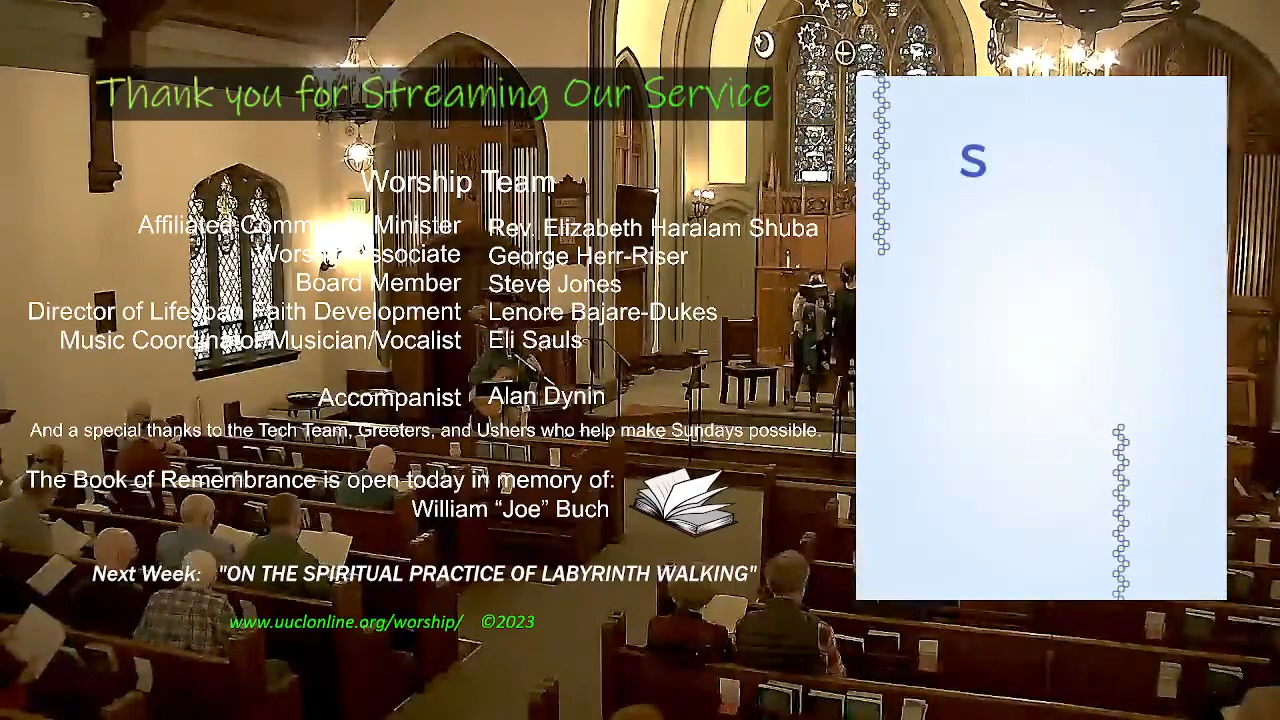 Thank you for Streaming Our Service
Worship Team
Affiliated Community Minister Rev. Elizabeth Haralam Shuba
Worship Associate George Herr-Riser
Board Member Steve Jones
Director of Lifespan Faith Development Lenore Bajare-Dukes
Music Coordinator/Musician/Vocalist Eli Sauls
Accompanist Alan Dynin
And a special thanks to the Tech Team, Greeters, and Ushers who help make Sundays possible.
The Book of Remembrance is open today in memory of:
William “Joe” Buch
Next Week: "ON THE SPIRITUAL PRACTICE OF LABYRINTH WALKING"
www.uuclonline.org/worship/ ©2023
S